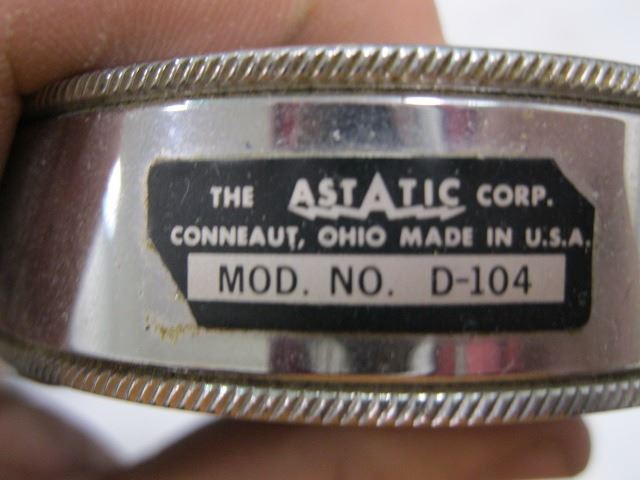 THE ASTATIC CORP.
CONNEAUT, OHIO MADE IN U.S.A.
MOD. NO. D-104